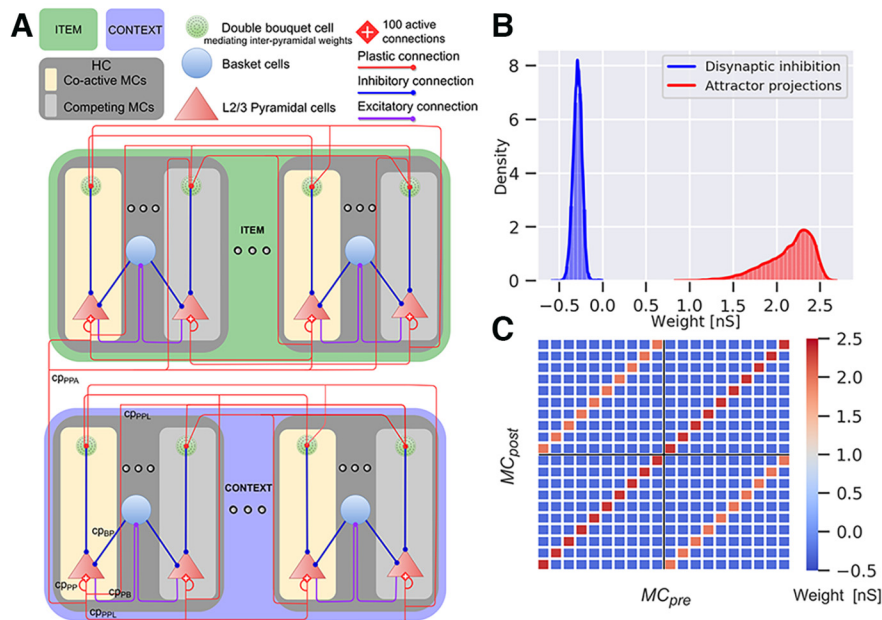 A
ITEM
CONTEXT
HC
Co-active MCs
Competing MCs
Double bouquet cell
mediating inter-pyramidal weights
Basket cells
L2/3 Pyramidal cells
100 active
connections
Plastic connection
Inhibitory connection
Excitatory connection
ITEM
cpPPA
cpPPL
CONTEXT
cpBP
cpPP
cpPB
cpPPL
B
Disynaptic inhibition
Attractor projections
Density
8
6
4
2
0
−0.5 0.0 0.5 1.0 1.5 2.0 2.5
Weight [nS]
C
MCpost
MCpre
2.5
2.0
1.5
1.0
0.5
0.0
−0.5
Weight [nS]